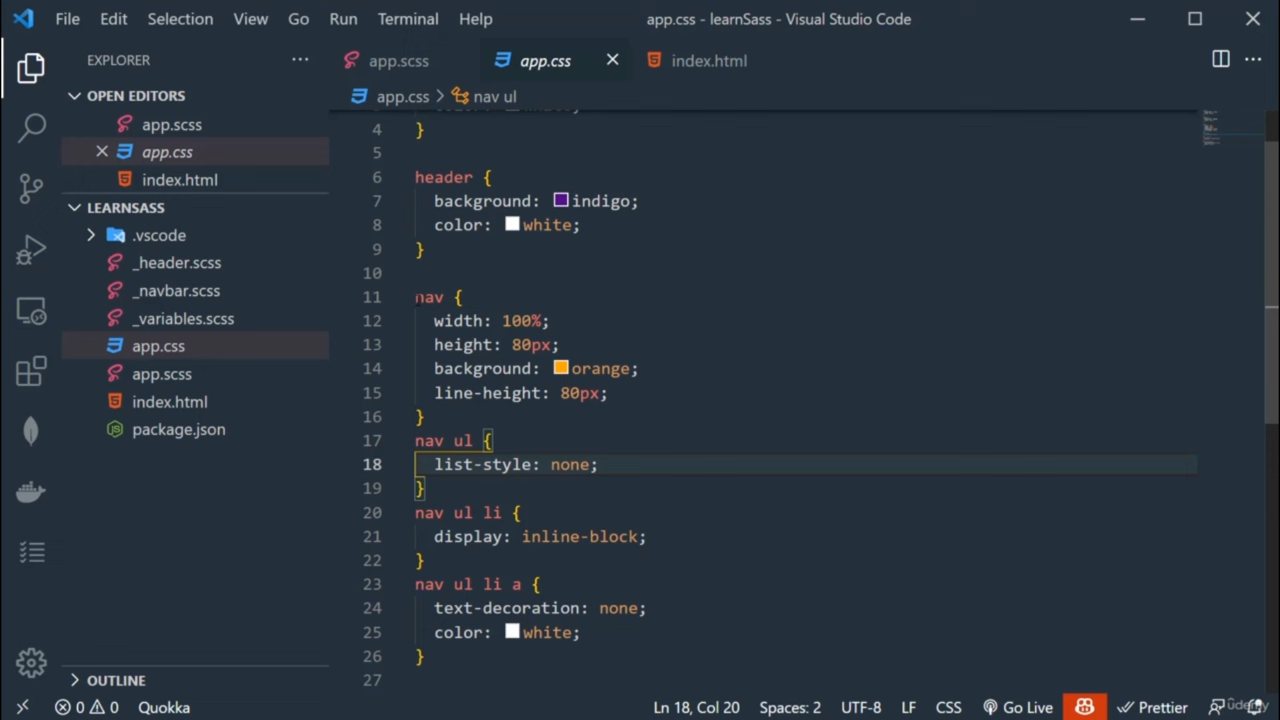 File Edit Selection View Go Run Terminal Help app.css - learnSass - Visual Studio Code
EXPLORER
app.scss app.css index.html
OPEN EDITORS
app.scss
app.css
index.html
LEARNSASS
.vscode
_header.scss
_navbar.scss
_variables.scss
app.css
app.scss
index.html
package.json
OUTLINE
app.css > nav ul
4 }
5
6 header {
7 background: indigo;
8 color: white;
9 }
10
11 nav {
12 width: 100%;
13 height: 80px;
14 background: orange;
15 line-height: 80px;
16 }
17 nav ul {
18 list-style: none;
19 }
20 nav ul li {
21 display: inline-block;
22 }
23 nav ul li a {
24 text-decoration: none;
25 color: white;
26 }
27
0 0 Quokka Ln 18, Col 20 Spaces: 2 UTF-8 LF CSS Go Live Prettier
udemy